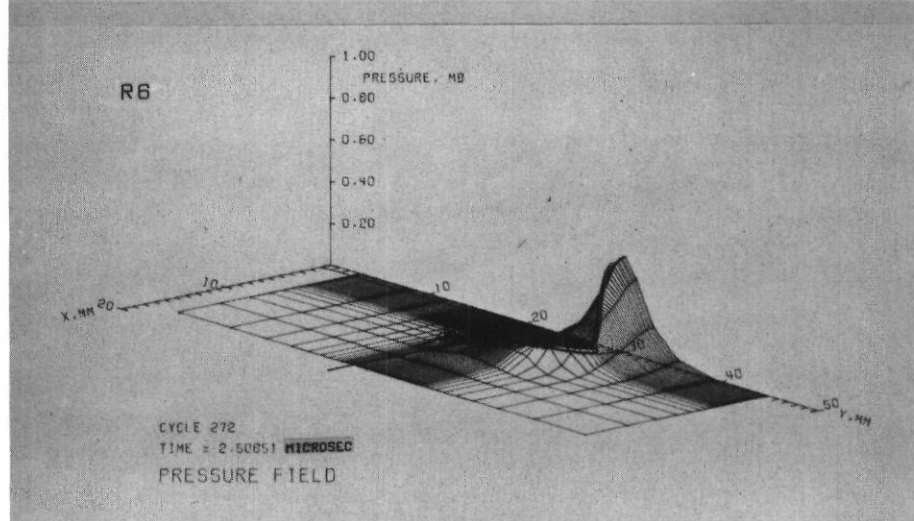 R6
1.00
PRESSURE, MB
0.80
0.60
0.40
0.20
X,MM 20
10
10
20
30
40
50
Y,MM
CYCLE 272
TIME = 2.50651 MICROSEC
PRESSURE FIELD